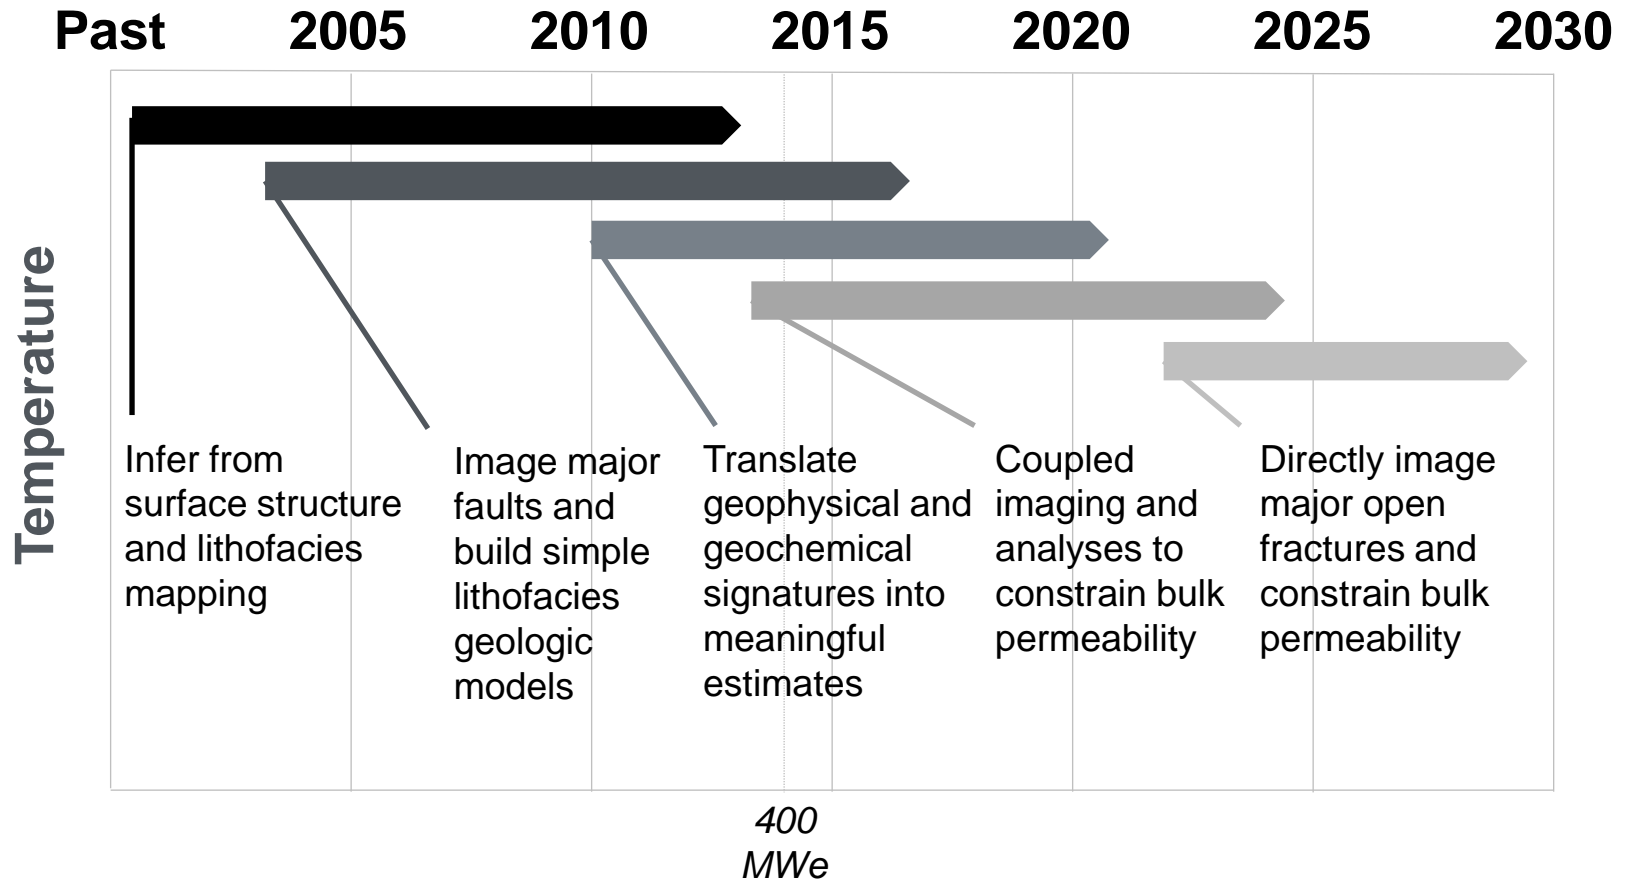 Past 2005 2010 2015 2020 2025 2030
Temperature
Infer from
surface structure
and lithofacies
mapping
Image major
faults and
build simple
lithofacies
geologic
models
Translate
geophysical and
geochemical
signatures into
meaningful
estimates
Coupled
imaging and
analyses to
constrain bulk
permeability
Directly image
major open
fractures and
constrain bulk
permeability
400
MWe